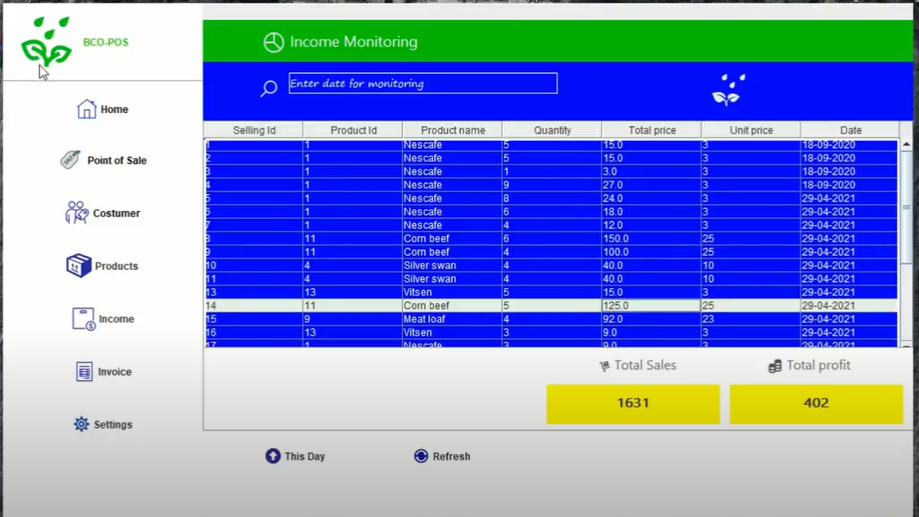 BCO-POS
Income Monitoring
Enter date for monitoring
Home
Point of Sale
Costumer
Products
Income
Invoice
Settings
Selling Id Product Id Product name Quantity Total price Unit price Date
1 1 Nescafe 5 15.0 3 18-09-2020
2 1 Nescafe 5 15.0 3 18-09-2020
3 1 Nescafe 1 3.0 3 18-09-2020
4 1 Nescafe 9 27.0 3 18-09-2020
5 1 Nescafe 8 24.0 3 29-04-2021
6 1 Nescafe 6 18.0 3 29-04-2021
7 1 Nescafe 4 12.0 3 29-04-2021
8 11 Corn beef 6 150.0 25 29-04-2021
9 11 Corn beef 4 100.0 25 29-04-2021
10 4 Silver swan 4 40.0 10 29-04-2021
11 4 Silver swan 4 40.0 10 29-04-2021
13 13 Vitsen 5 15.0 3 29-04-2021
14 11 Corn beef 5 125.0 25 29-04-2021
15 9 Meat loaf 4 92.0 23 29-04-2021
16 13 Vitsen 3 9.0 3 29-04-2021
17 1 Nescafe 3 9.0 3 29-04-2021
Total Sales Total profit
1631 402
This Day Refresh